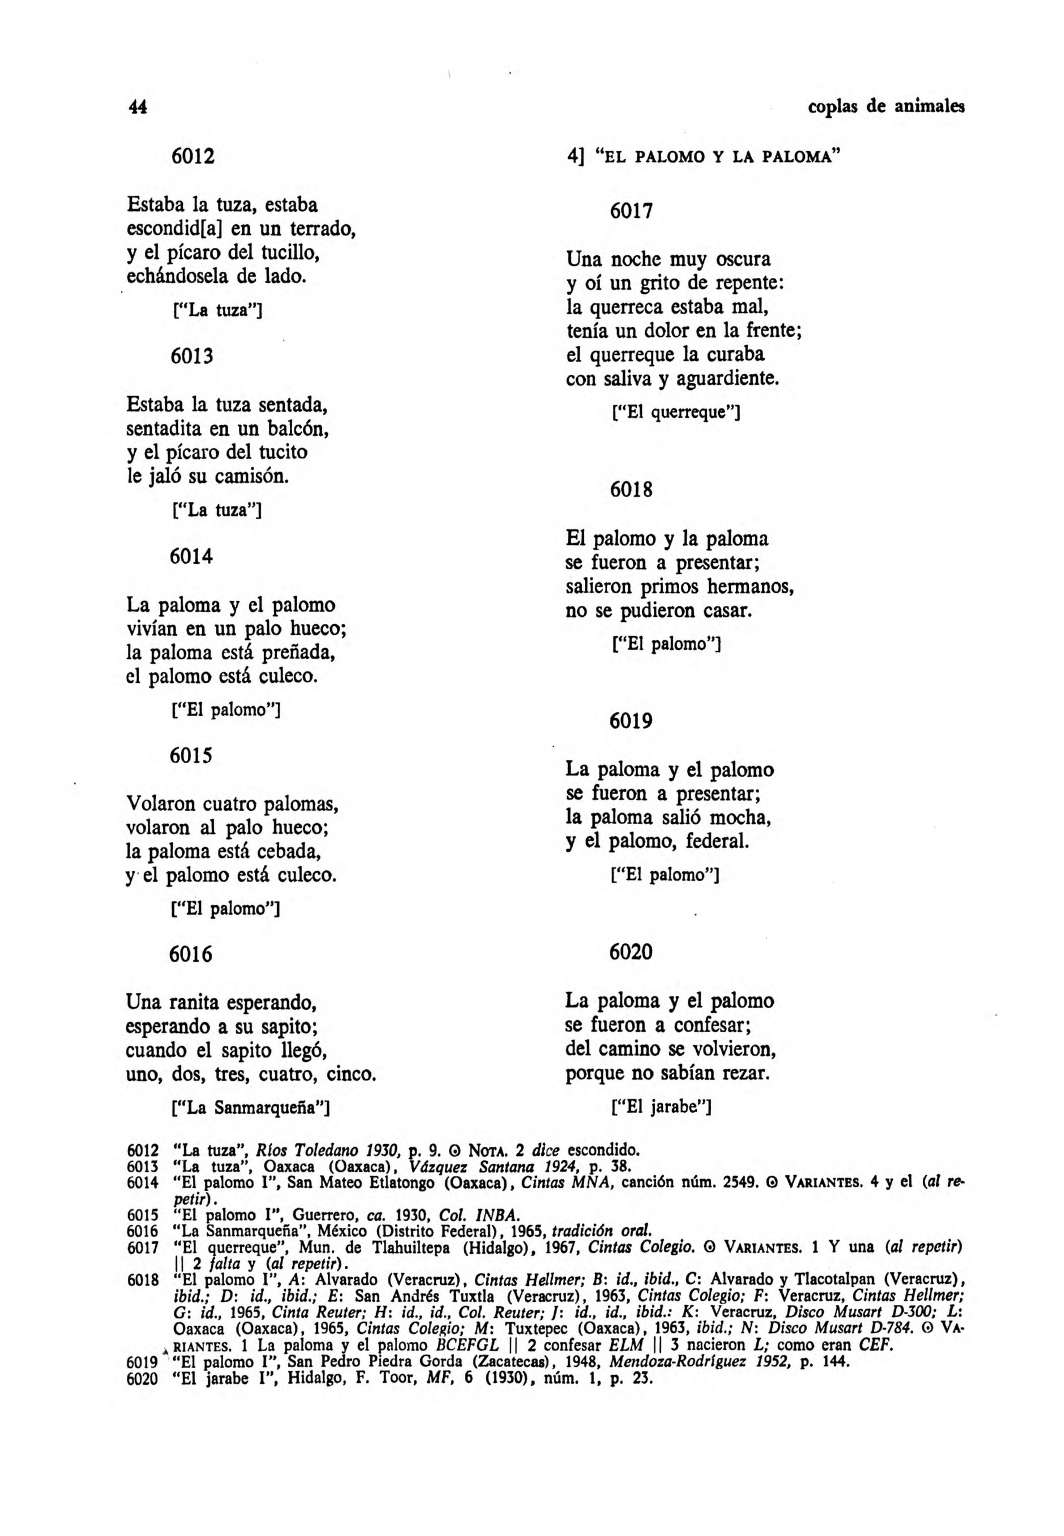 44
coplas de animales
6012
Estaba la tuza, estaba
escondid[a] en un terrado,
y el pícaro del tucillo,
echándosela de lado.
["La tuza"]
6013
Estaba la tuza sentada,
sentadita en un balcón,
y el pícaro del tucito
le jaló su camisón.
["La tuza"]
6014
La paloma y el palomo
vivían en un palo hueco;
la paloma está preñada,
el palomo está culeco.
["El palomo"]
6015
Volaron cuatro palomas,
volaron al palo hueco;
la paloma está cebada,
y el palomo está culeco.
["El palomo"]
6016
Una ranita esperando,
esperando a su sapito;
cuando el sapito llegó,
uno, dos, tres, cuatro, cinco.
["La Sanmarqueña"]
4] "EL PALOMO Y LA PALOMA"
6017
Una noche muy oscura
y oí un grito de repente:
la querreca estaba mal,
tenía un dolor en la frente;
el querreque la curaba
con saliva y aguardiente.
["El querreque"]
6018
El palomo y la paloma
se fueron a presentar;
salieron primos hermanos,
no se pudieron casar.
["El palomo"]
6019
La paloma y el palomo
se fueron a presentar;
la paloma salió mocha,
y el palomo, federal.
["El palomo"]
6020
La paloma y el palomo
se fueron a confesar;
del camino se volvieron,
porque no sabían rezar.
["El jarabe"]
6012 "La tuza", Ríos Toledano 1930, p. 9. ⊙ NOTA. 2 dice escondido.
6013 "La tuza", Oaxaca (Oaxaca), Vázquez Santana 1924, p. 38.
6014 "El palomo I", San Mateo Etlatongo (Oaxaca), Cintas MNA, canción núm. 2549. ⊙ VARIANTES. 4 y el (al re-
petir).
6015 "El palomo I", Guerrero, ca. 1930, Col. INBA.
6016 "La Sanmarqueña", México (Distrito Federal), 1965, tradición oral.
6017 "El querreque", Mun. de Tlahuiltepa (Hidalgo), 1967, Cintas Colegio. ⊙ VARIANTES. 1 Y una (al repetir)
|| 2 falta y (al repetir).
6018 "El palomo I", A: Alvarado (Veracruz), Cintas Hellmer; B: id., ibid., C: Alvarado y Tlacotalpan (Veracruz),
ibid.; D: id., ibid.; E: San Andrés Tuxtla (Veracruz), 1963, Cintas Colegio; F: Veracruz, Cintas Hellmer;
G: id., 1965, Cinta Reuter; H: id., id., Col. Reuter; J: id., id., ibid.: K: Veracruz, Disco Musart D-300; L:
Oaxaca (Oaxaca), 1965, Cintas Colegio; M: Tuxtepec (Oaxaca), 1963, ibid.; N: Disco Musart D-784. ⊙ VA-
RIANTES. 1 La paloma y el palomo BCEFGL || 2 confesar ELM || 3 nacieron L; como eran CEF.
6019 "El palomo I", San Pedro Piedra Gorda (Zacatecas), 1948, Mendoza-Rodríguez 1952, p. 144.
6020 "El jarabe I", Hidalgo, F. Toor, MF, 6 (1930), núm. 1, p. 23.